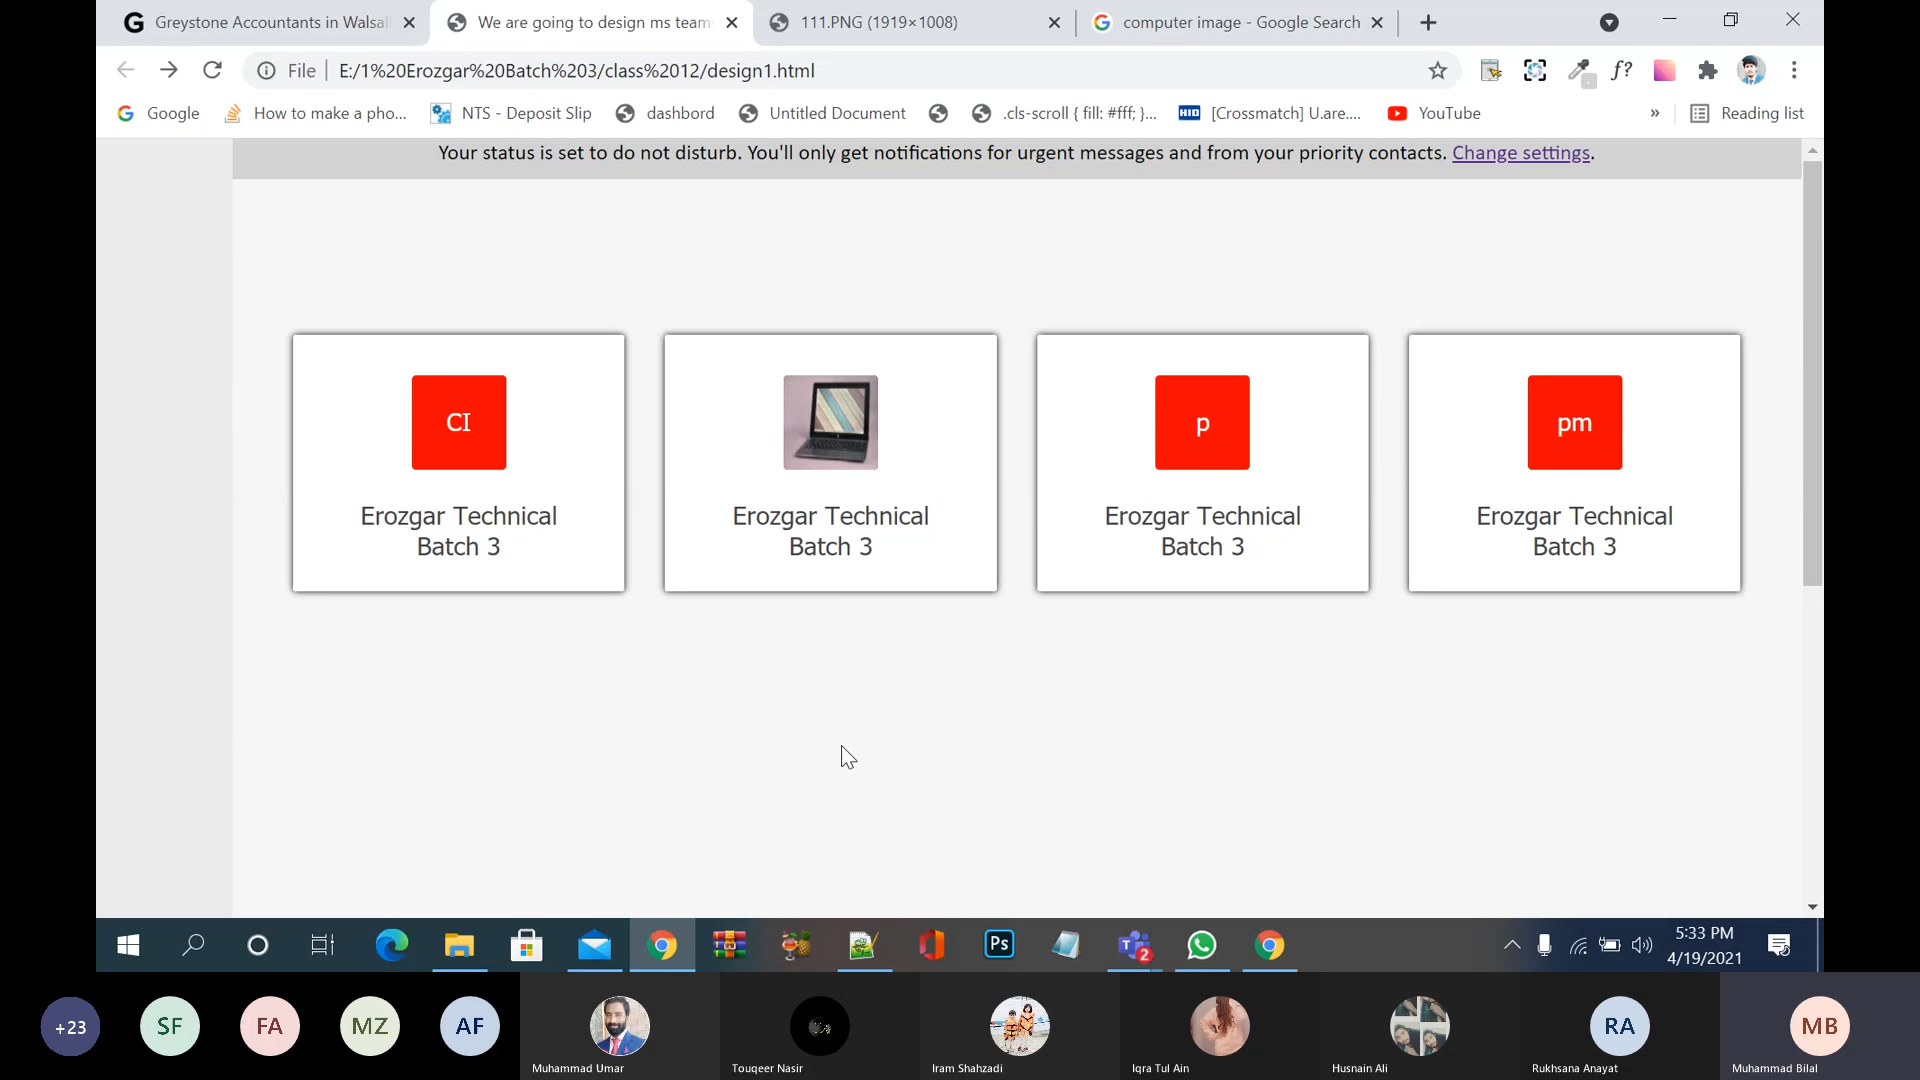 Greystone Accountants in Walsal
We are going to design ms team
111.PNG (1919×1008)
computer image - Google Search
File
E:/1%20Erozgar%20Batch%203/class%2012/design1.html
f?
Google
How to make a pho...
NTS - Deposit Slip
dashbord
Untitled Document
.cls-scroll { fill: #fff; }...
HID
[Crossmatch] U.are....
YouTube
»
Reading list
Your status is set to do not disturb. You'll only get notifications for urgent messages and from your priority contacts. Change settings.
CI
Erozgar Technical
Batch 3
Erozgar Technical
Batch 3
p
Erozgar Technical
Batch 3
pm
Erozgar Technical
Batch 3
Ps
T 2
5:33 PM
4/19/2021
+23
SF
FA
MZ
AF
RA
MB
Muhammad Umar
Touqeer Nasir
Iram Shahzadi
Iqra Tul Ain
Husnain Ali
Rukhsana Anayat
Muhammad Bilal